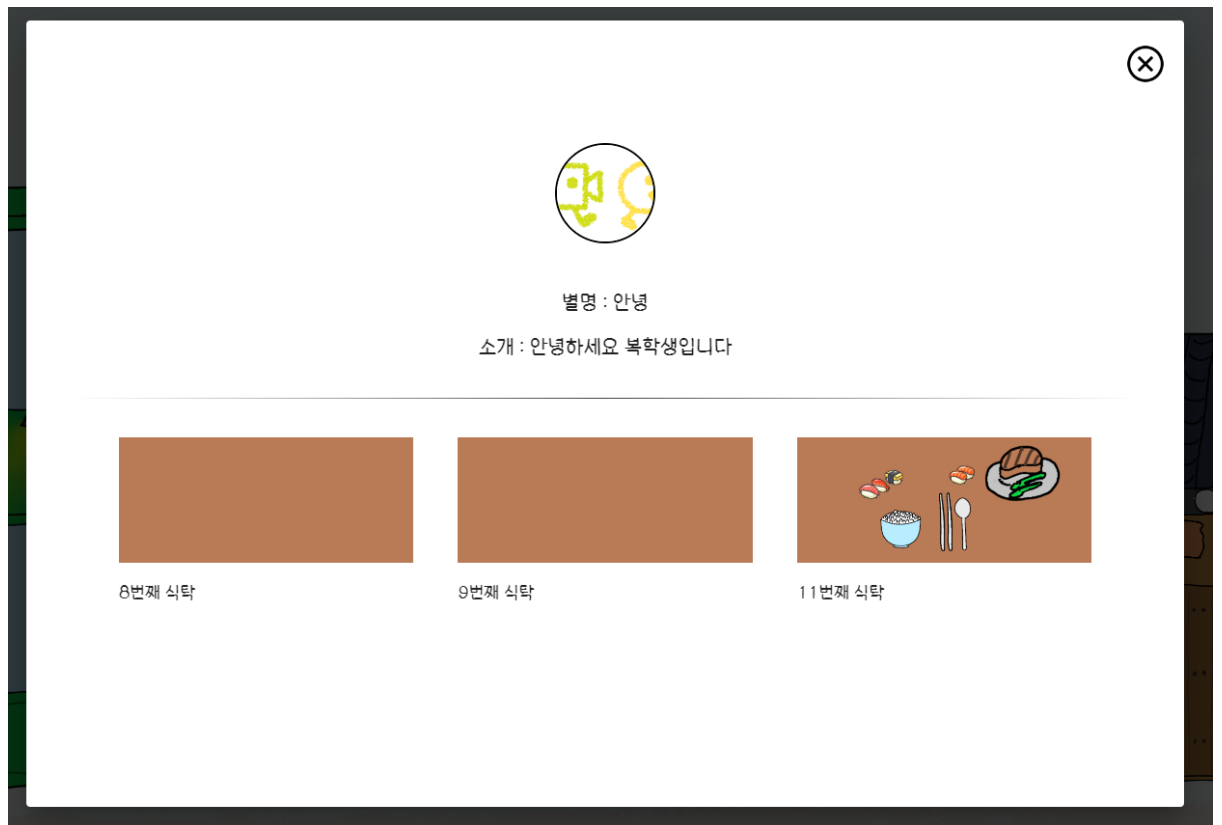 별명 : 안녕
소개 : 안녕하세요 복학생입니다
8번째 식탁
9번째 식탁
11번째 식탁